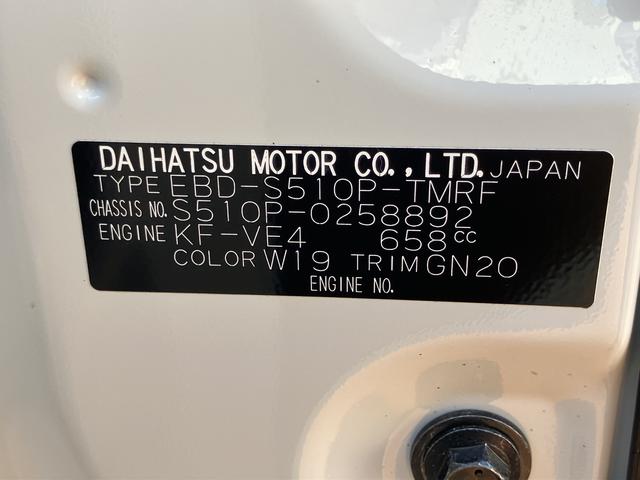 DAIHATSU MOTOR CO., LTD. JAPAN
TYPE EBD-S510P-TMRF
CHASSIS NO. S510P-0258892
ENGINE KF-VE4 658cc
COLOR W19 TRIM GN20
ENGINE NO.